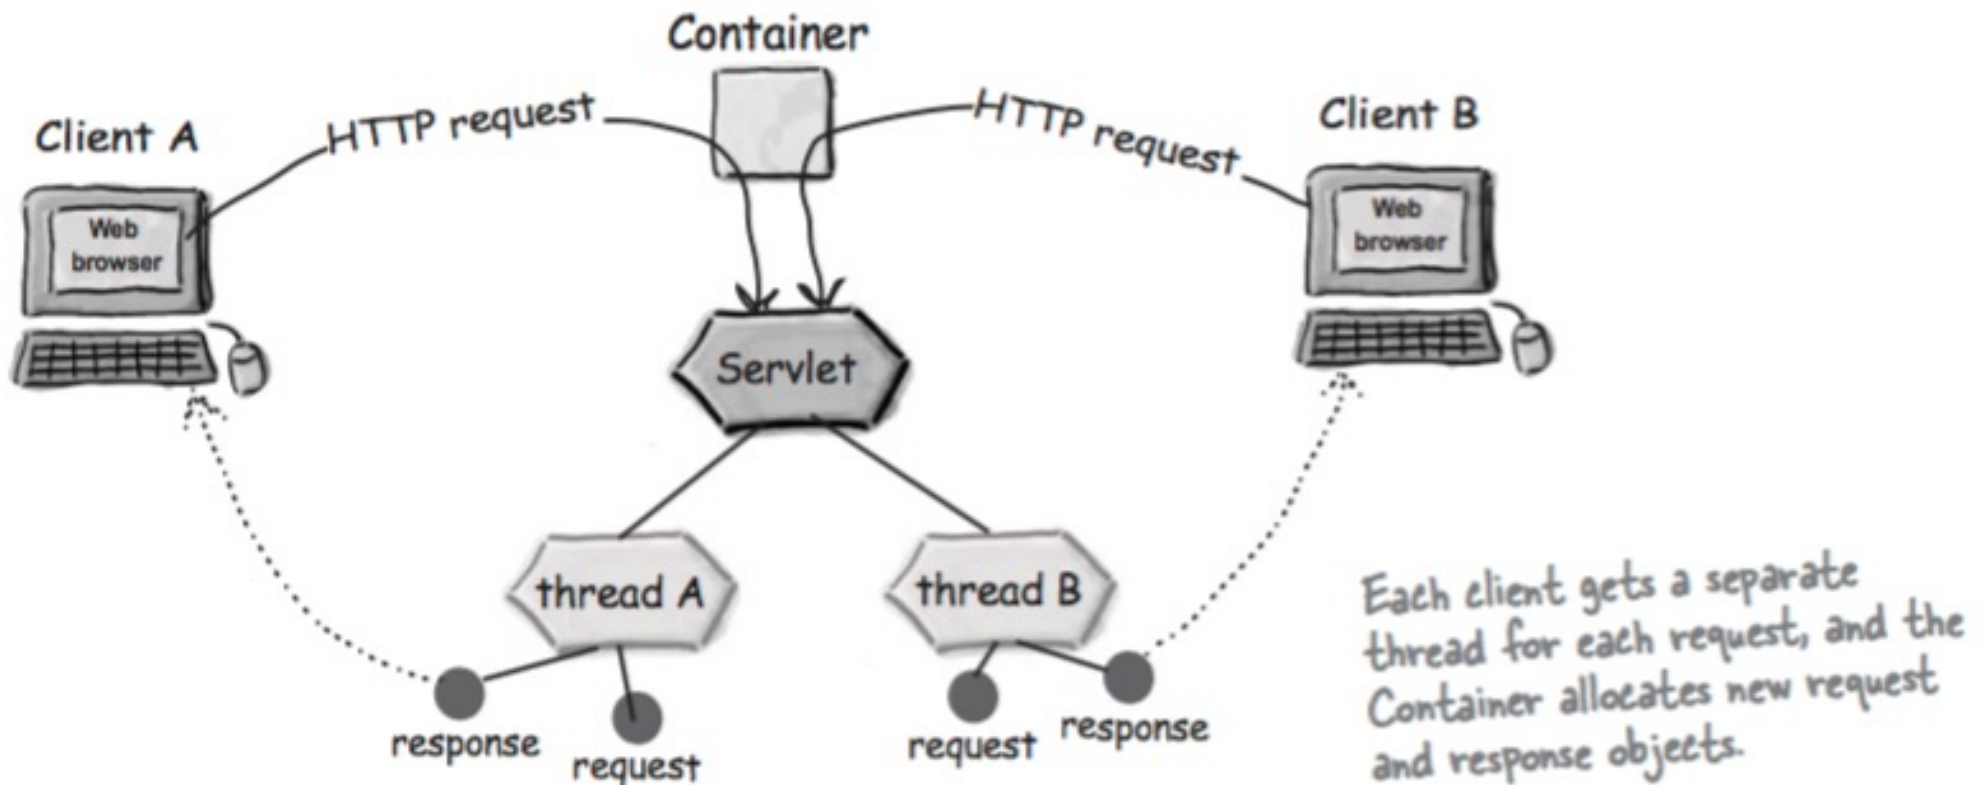 Container
HTTP request
HTTP request
Client A
Client B
Web
browser
Web
browser
Servlet
thread A
thread B
response
request
request
response
Each client gets a separate
thread for each request, and the
Container allocates new request
and response objects.